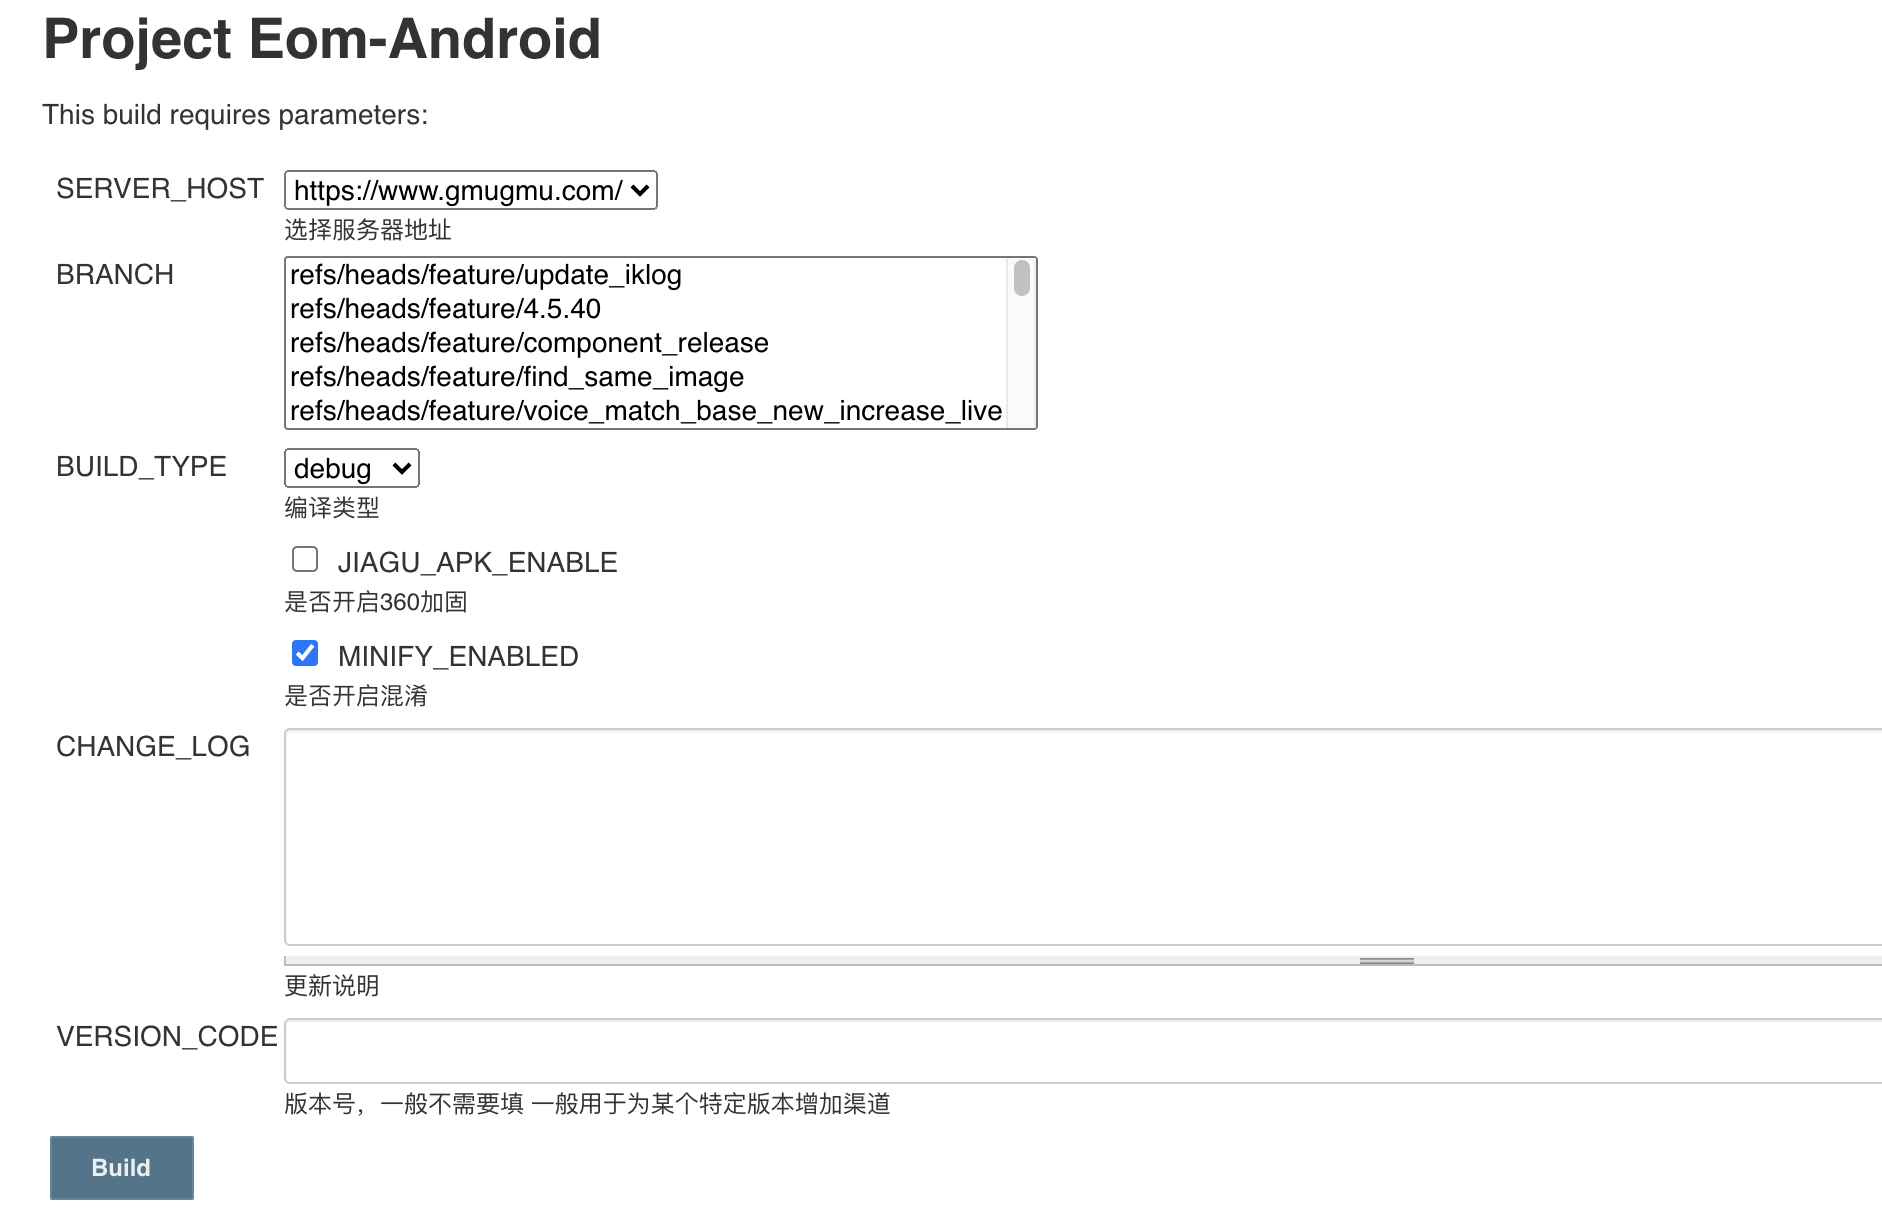 Project Eom-Android
This build requires parameters:
SERVER_HOST
https://www.gmugmu.com/
选择服务器地址
BRANCH
refs/heads/feature/update_iklog
refs/heads/feature/4.5.40
refs/heads/feature/component_release
refs/heads/feature/find_same_image
refs/heads/feature/voice_match_base_new_increase_live
BUILD_TYPE
debug
编译类型
JIAGU_APK_ENABLE
是否开启360加固
MINIFY_ENABLED
是否开启混淆
CHANGE_LOG
更新说明
VERSION_CODE
版本号，一般不需要填 一般用于为某个特定版本增加渠道
Build